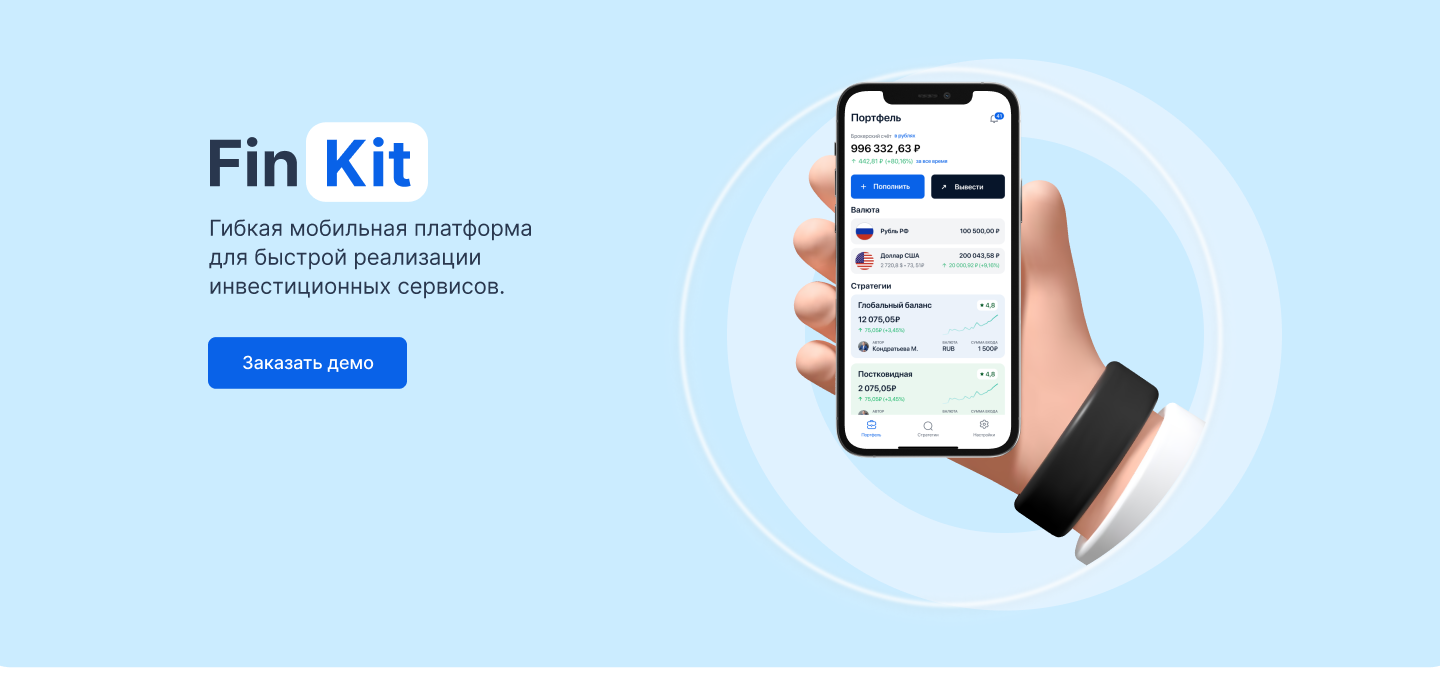 Fin Kit
Гибкая мобильная платформа
для быстрой реализации
инвестиционных сервисов.
Заказать демо
Портфель
Брокерский счёт в рублях
996 332 ,63 ₽
↑ 442,81 ₽ (+80,16%) за все время
+ Пополнить
↗ Вывести
Валюта
Рубль РФ 100 500,00 ₽
Доллар США 200 043,58 ₽
2 720,8 $ • 73,51₽ ↑ 20 000,92 ₽ (+9,16%)
Стратегии
Глобальный баланс ★ 4,8
12 075,05₽
↑ 75,05₽ (+3,45%)
АВТОР ВАЛЮТА СУММА ВХОДА
Кондратьева М. RUB 1 500₽
Постковидная ★ 4,8
2 075,05₽
↑ 75,05₽ (+3,45%)
АВТОР ВАЛЮТА СУММА ВХОДА
Портфель Стратегии Настройки